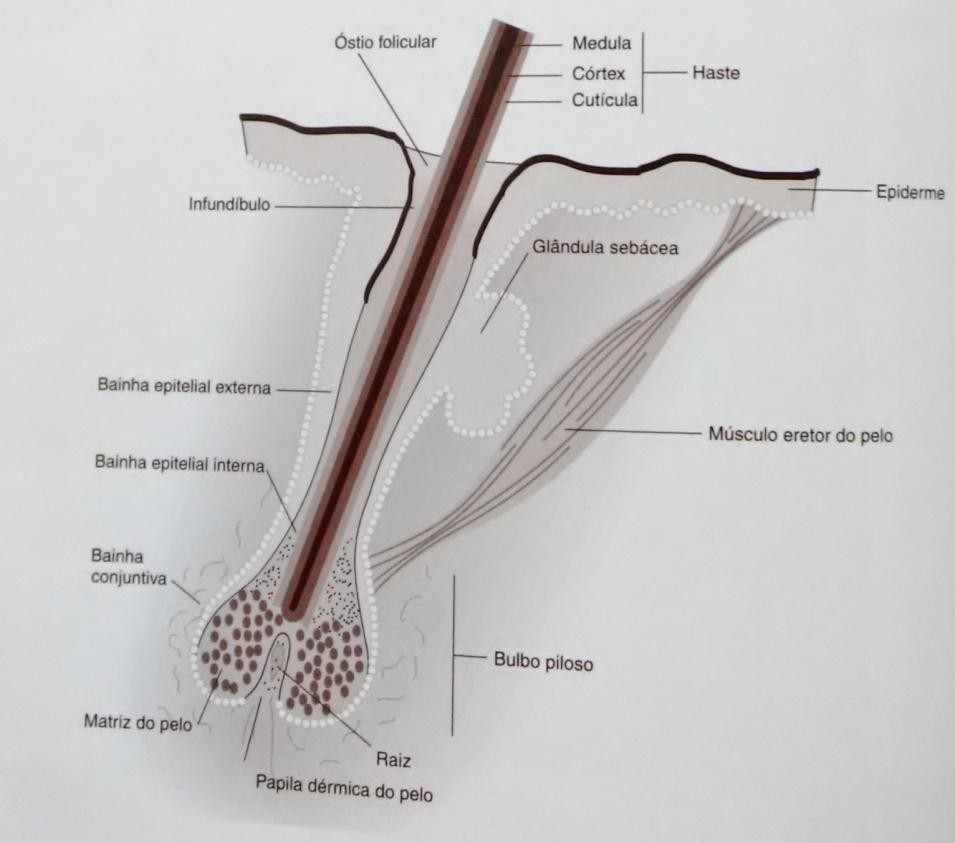 Óstio folicular
Medula
Córtex
Cutícula
Haste
Infundíbulo
Epiderme
Glândula sebácea
Bainha epitelial externa
Músculo eretor do pelo
Bainha epitelial interna
Bainha
conjuntiva
Bulbo piloso
Matriz do pelo
Raiz
Papila dérmica do pelo